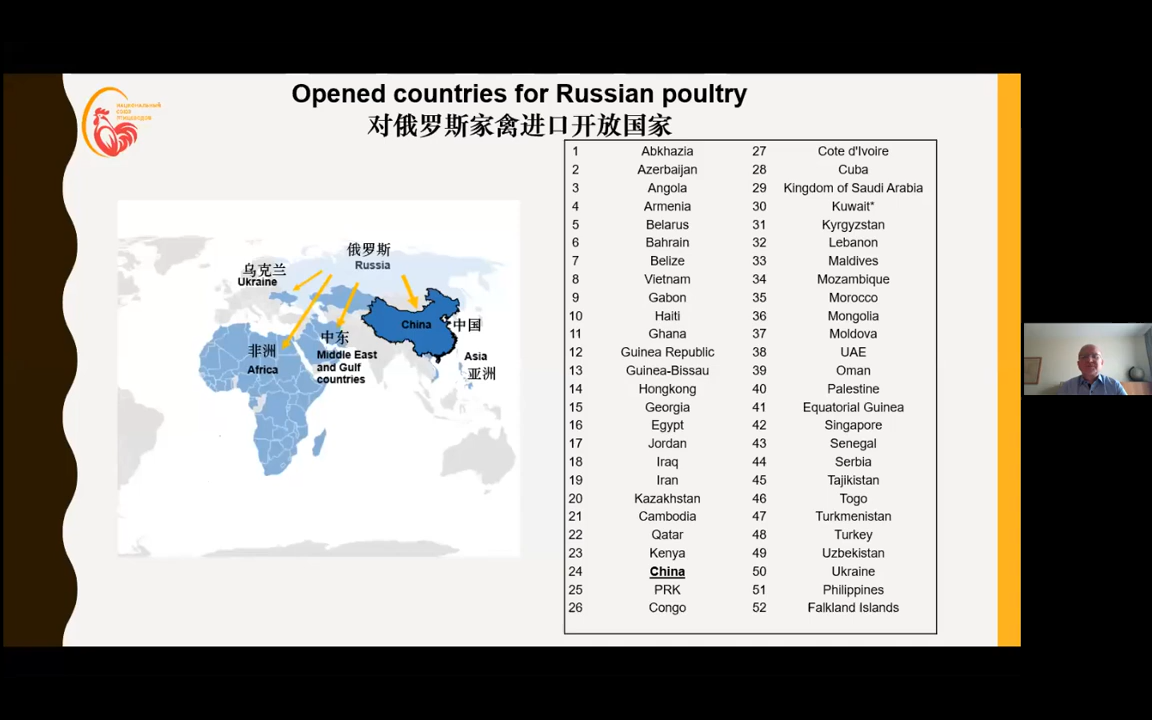 Opened countries for Russian poultry
对俄罗斯家禽进口开放国家
НАЦИОНАЛЬНЫЙ
СОЮЗ
ПТИЦЕВОДОВ
俄罗斯
Russia
乌克兰
Ukraine
China
中国
中东
Middle East
and Gulf
countries
非洲
Africa
Asia
亚洲
1 Abkhazia 27 Cote d'Ivoire
2 Azerbaijan 28 Cuba
3 Angola 29 Kingdom of Saudi Arabia
4 Armenia 30 Kuwait*
5 Belarus 31 Kyrgyzstan
6 Bahrain 32 Lebanon
7 Belize 33 Maldives
8 Vietnam 34 Mozambique
9 Gabon 35 Morocco
10 Haiti 36 Mongolia
11 Ghana 37 Moldova
12 Guinea Republic 38 UAE
13 Guinea-Bissau 39 Oman
14 Hongkong 40 Palestine
15 Georgia 41 Equatorial Guinea
16 Egypt 42 Singapore
17 Jordan 43 Senegal
18 Iraq 44 Serbia
19 Iran 45 Tajikistan
20 Kazakhstan 46 Togo
21 Cambodia 47 Turkmenistan
22 Qatar 48 Turkey
23 Kenya 49 Uzbekistan
24 China 50 Ukraine
25 PRK 51 Philippines
26 Congo 52 Falkland Islands